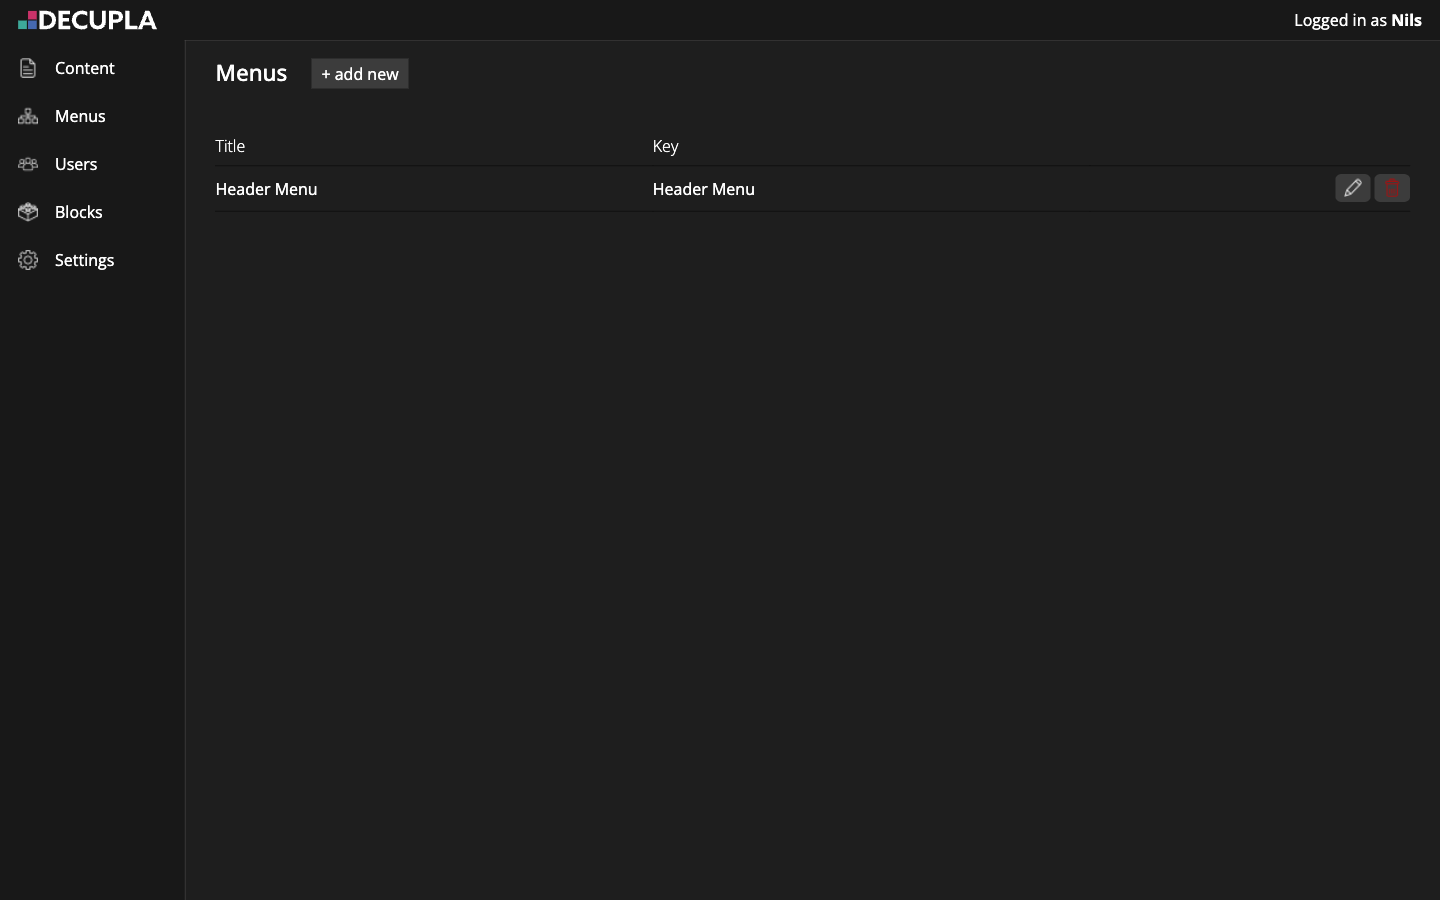 DECUPLA
Logged in as Nils
Content
Menus
Users
Blocks
Settings
Menus
+ add new
Title Key
Header Menu Header Menu